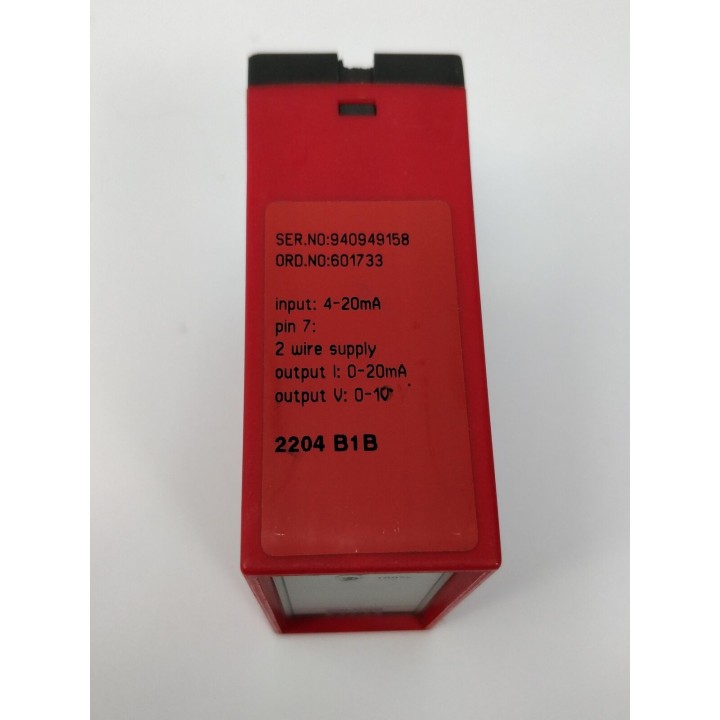 SER.NO:940949158
ORD.NO:601733
input: 4-20mA
pin 7:
2 wire supply
output I: 0-20mA
output V: 0-10
2204 B1B